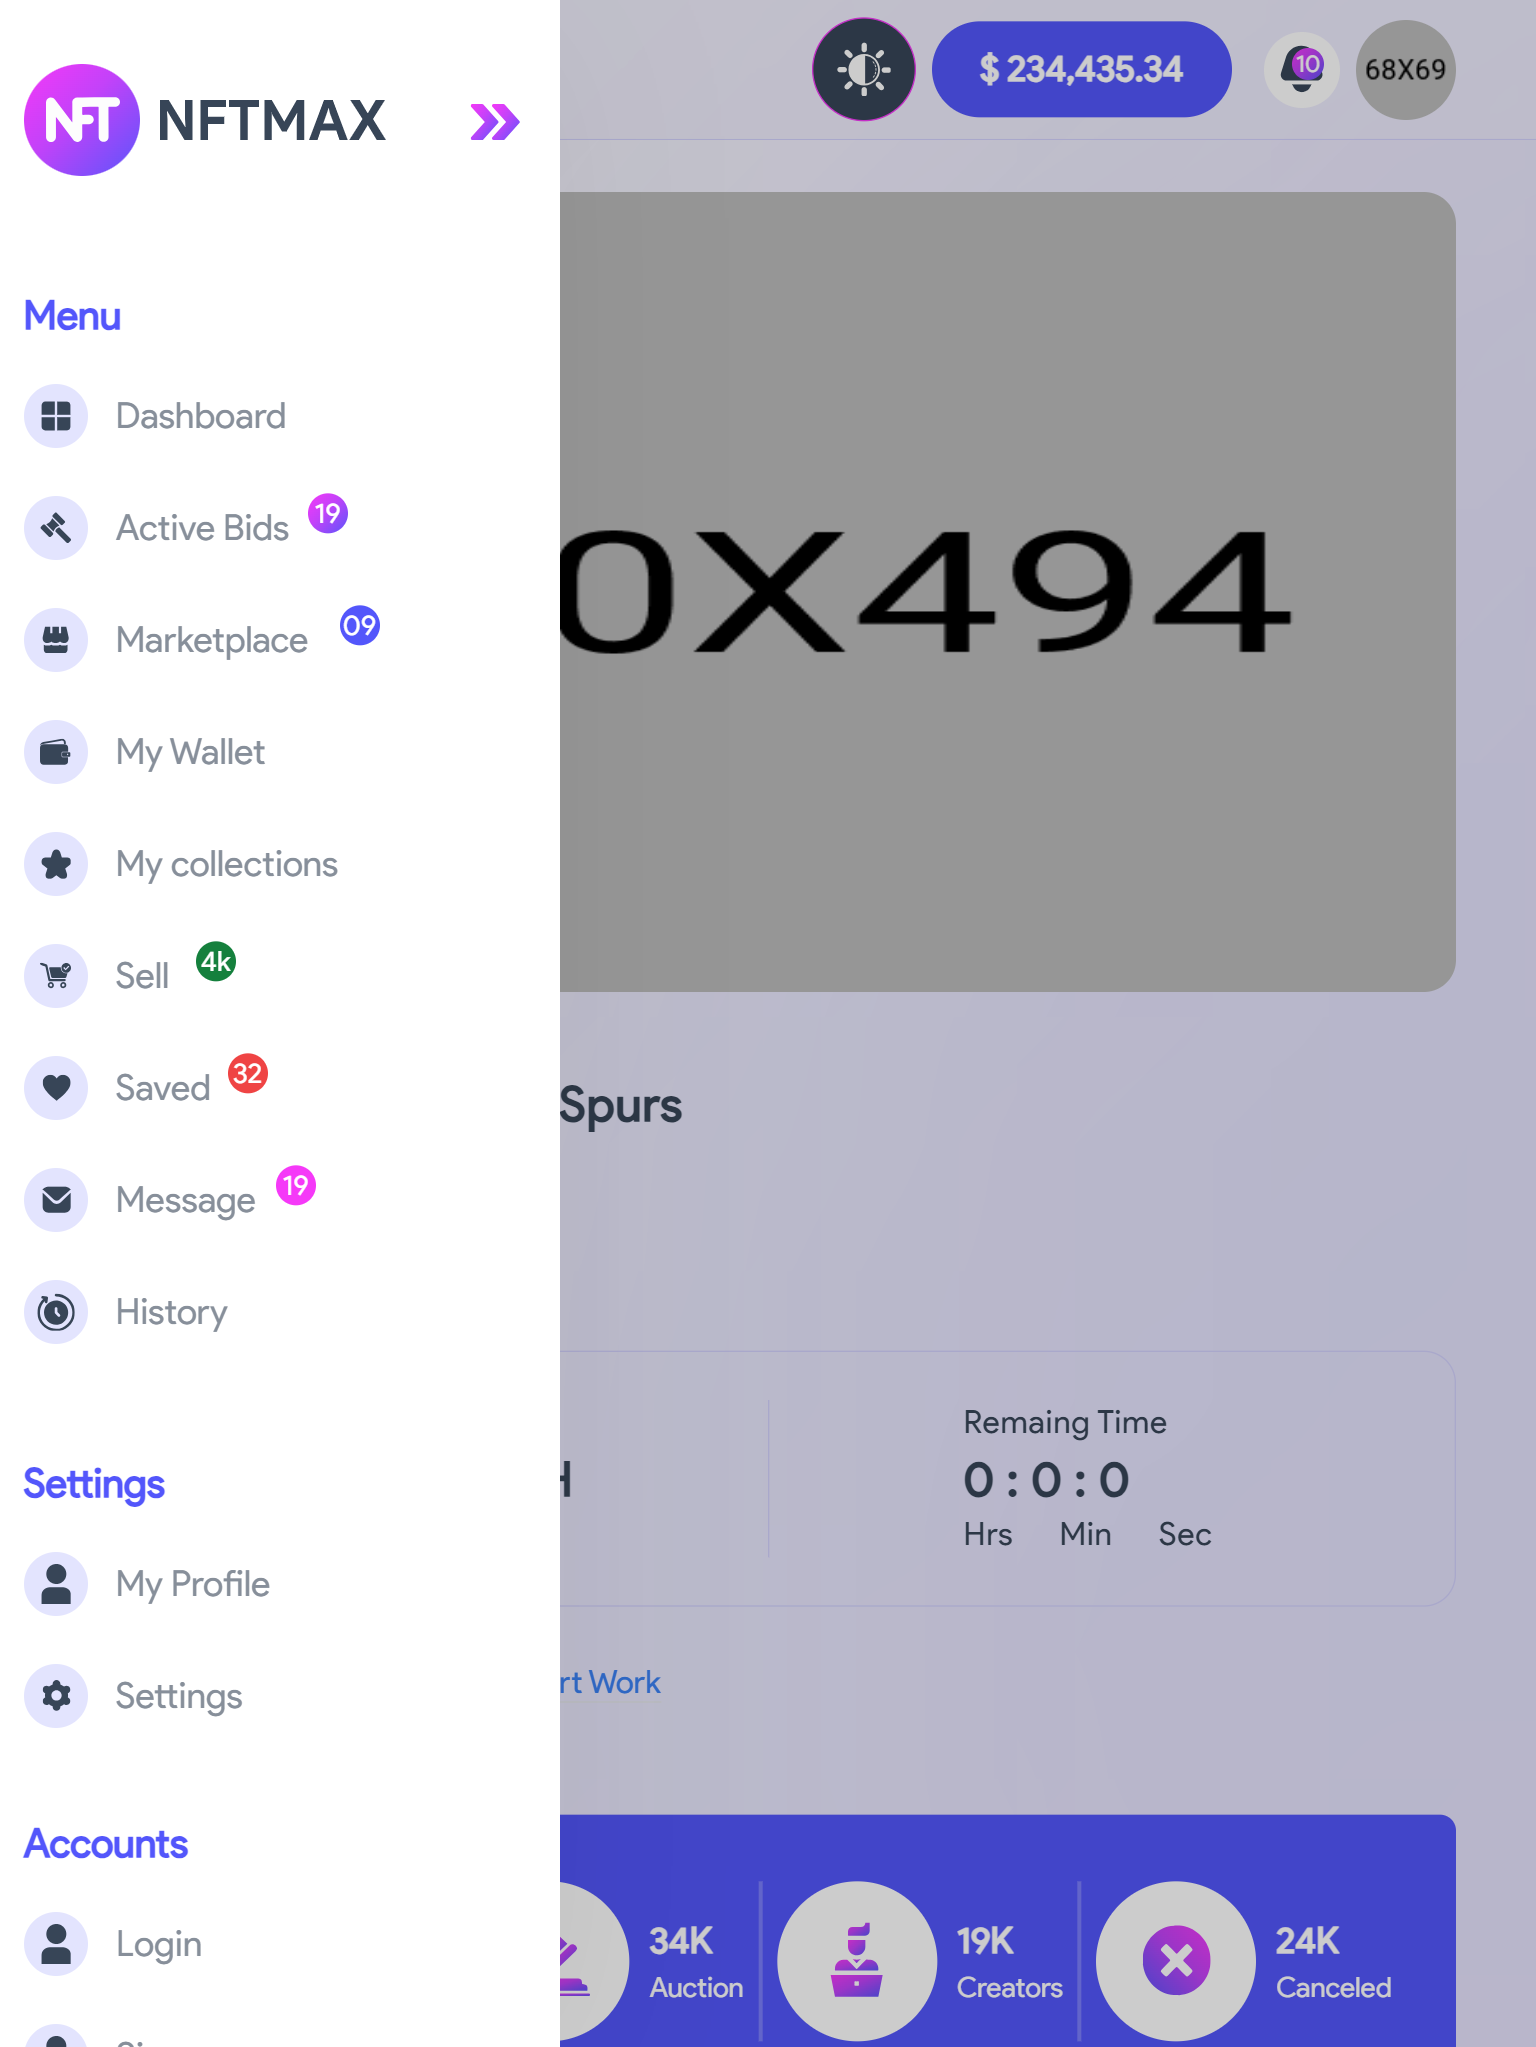 NFT NFTMAX
$ 234,435.34
10
68X69
Menu
Dashboard
Active Bids 19
Marketplace 09
My Wallet
My collections
Sell 4k
Saved 32
Message 19
History
Settings
My Profile
Settings
Accounts
Login
0X494
Spurs
Remaing Time
0 : 0 : 0
Hrs Min Sec
rt Work
34K
Auction
19K
Creators
24K
Canceled